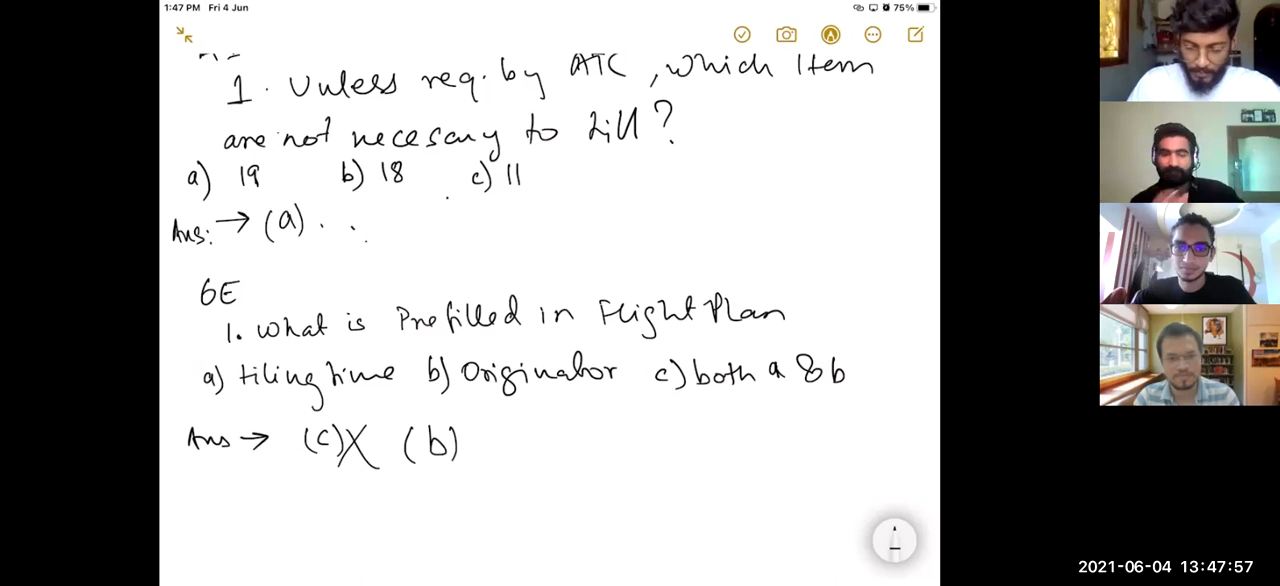 1:47 PM Fri 4 Jun
75%
1. Unless req. by ATC, which Item
are not necesary to fill?
a) 19 b) 18 c) 11
Ans: → (a).
6E
1. What is Prefilled in Flight Plan
a) tiling time b) Originator c) both a & b
Ans → (c)X (b)
2021-06-04 13:47:57